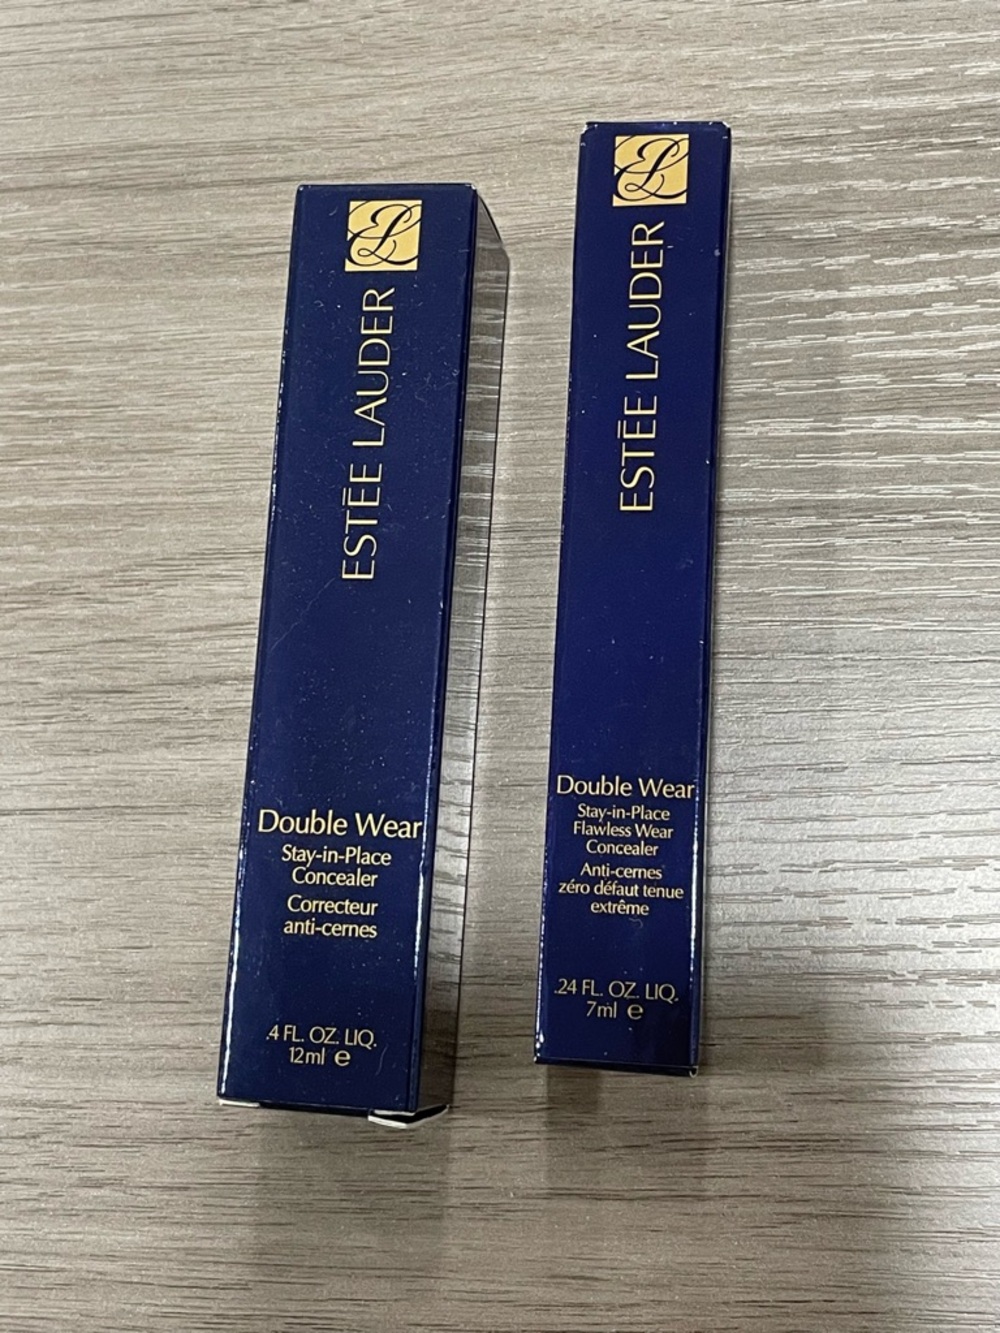 ESTĒE LAUDER
Double Wear
Stay-in-Place
Concealer
Correcteur
anti-cernes
.4 FL. OZ. LIQ.
12ml e
ESTĒE LAUDER
Double Wear
Stay-in-Place
Flawless Wear
Concealer
Anti-cernes
zéro défaut tenue
extrême
.24 FL. OZ. LIQ.
7ml e